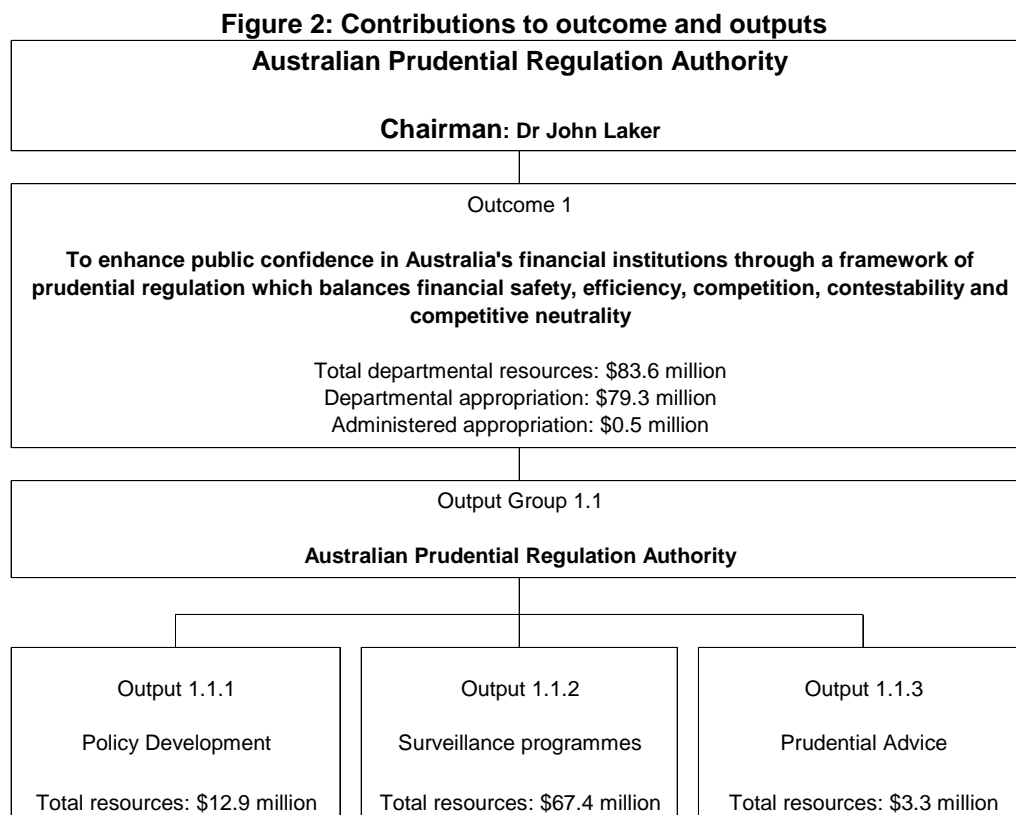 Figure 2: Contributions to outcome and outputs
Australian Prudential Regulation Authority
Chairman: Dr John Laker
Outcome 1
To enhance public confidence in Australia's financial institutions through a framework of
prudential regulation which balances financial safety, efficiency, competition, contestability and
competitive neutrality
Total departmental resources: $83.6 million
Departmental appropriation: $79.3 million
Administered appropriation: $0.5 million
Output Group 1.1
Australian Prudential Regulation Authority
Output 1.1.1
Policy Development
Total resources: $12.9 million
Output 1.1.2
Surveillance programmes
Total resources: $67.4 million
Output 1.1.3
Prudential Advice
Total resources: $3.3 million